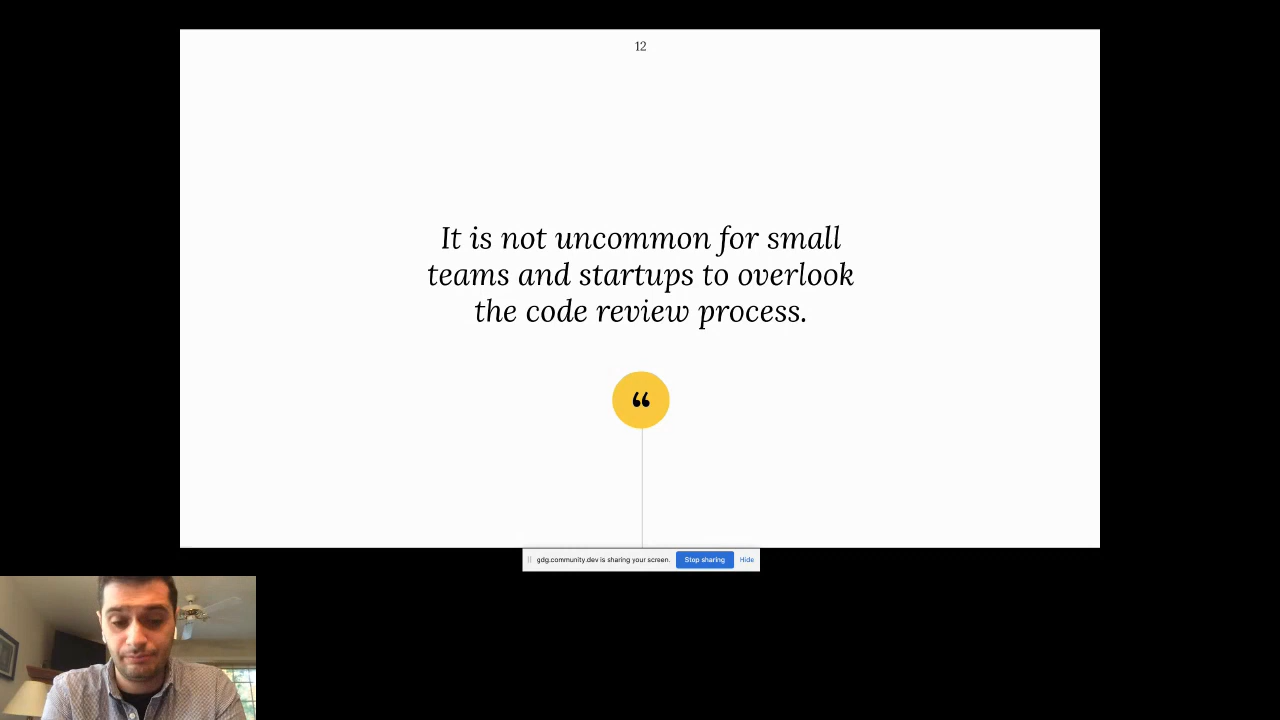 12
It is not uncommon for small
teams and startups to overlook
the code review process.
“
gdg.community.dev is sharing your screen. Stop sharing Hide